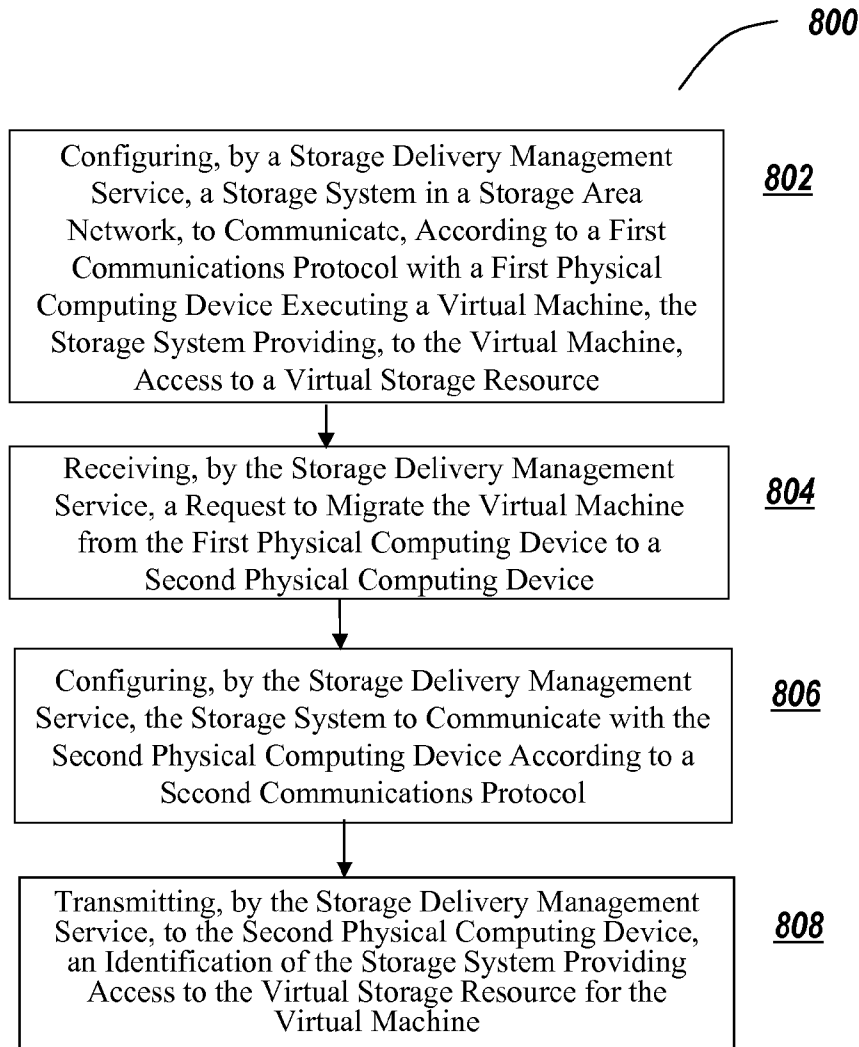 800
Configuring, by a Storage Delivery Management
Service, a Storage System in a Storage Area
Network, to Communicate, According to a First
Communications Protocol with a First Physical
Computing Device Executing a Virtual Machine, the
Storage System Providing, to the Virtual Machine,
Access to a Virtual Storage Resource
802
Receiving, by the Storage Delivery Management
Service, a Request to Migrate the Virtual Machine
from the First Physical Computing Device to a
Second Physical Computing Device
804
Configuring, by the Storage Delivery Management
Service, the Storage System to Communicate with the
Second Physical Computing Device According to a
Second Communications Protocol
806
Transmitting, by the Storage Delivery Management
Service, to the Second Physical Computing Device,
an Identification of the Storage System Providing
Access to the Virtual Storage Resource for the
Virtual Machine
808